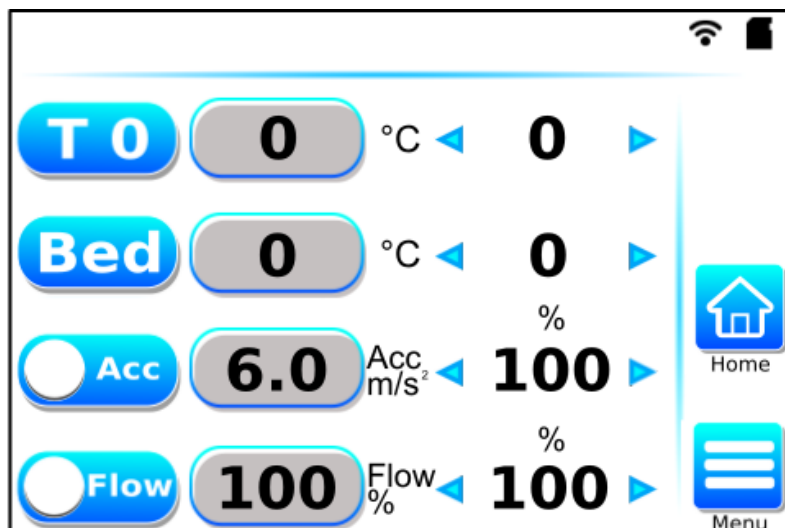 T 0 0 °C 0
Bed 0 °C 0
%
Acc 6.0 Acc m/s² 100
Home
%
Flow 100 Flow % 100
Menu